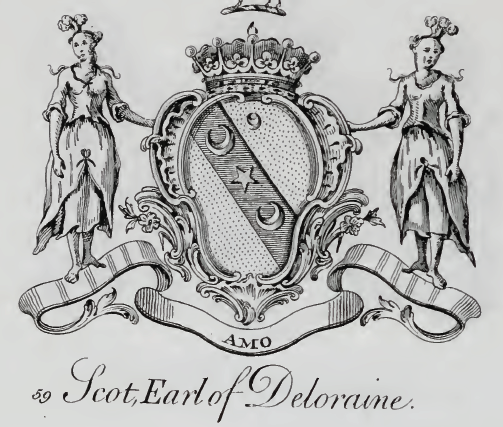 AMO
59 Scot, Earl of Deloraine.